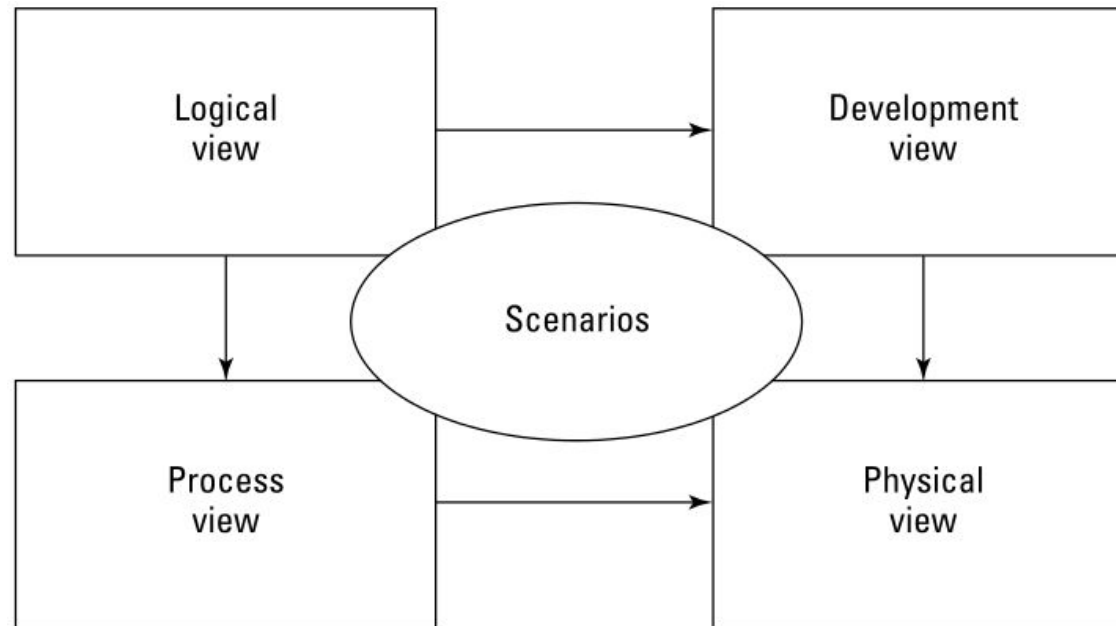 Logical
view
Development
view
Scenarios
Process
view
Physical
view